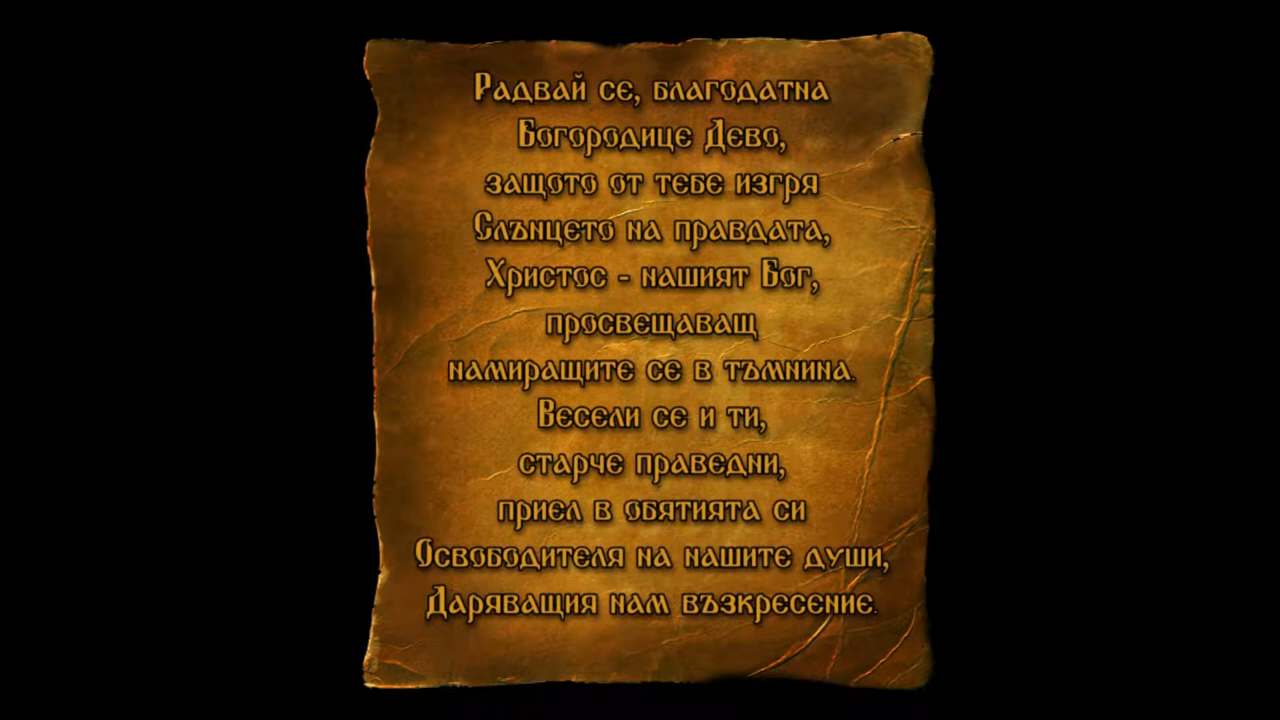 Радвай се, благодатна
Богородице Дево,
защото от тебе изгря
Слънцето на правдата,
Христос - нашият Бог,
просвещаващ
намиращите се в тъмнина.
Весели се и ти,
старче праведни,
приел в обятията си
Освободителя на нашите души,
Даряващия нам възкресение.